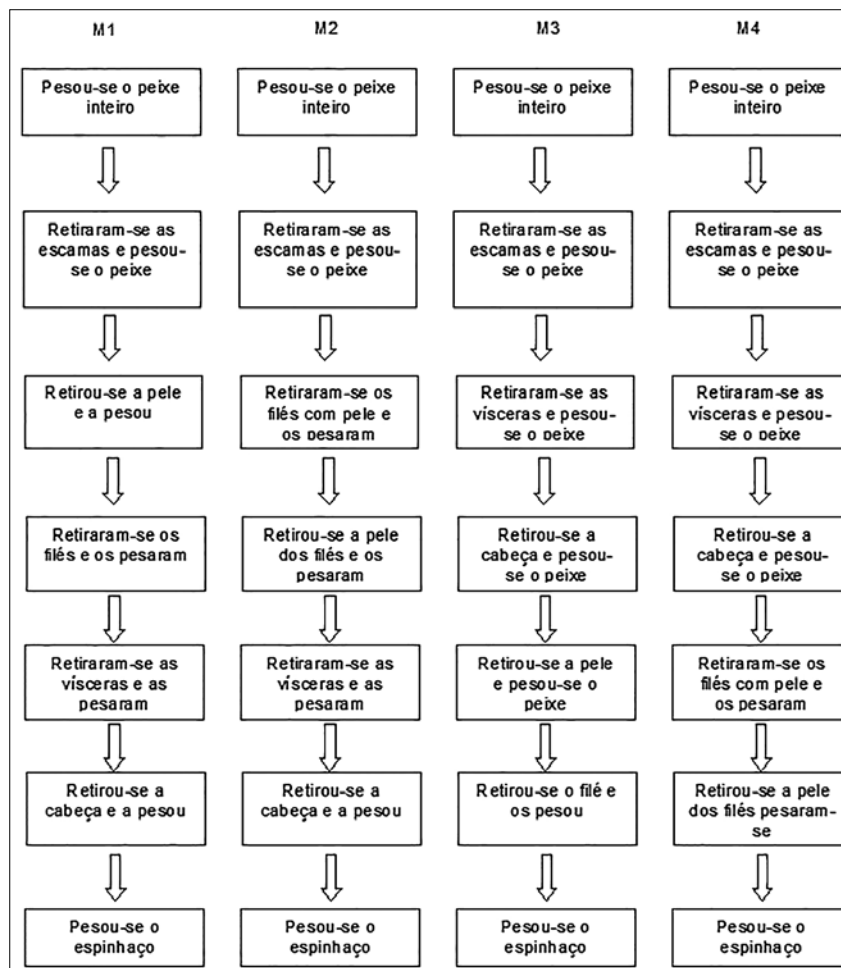 M1
M2
M3
M4
Pesou-se o peixe
inteiro
Pesou-se o peixe
inteiro
Pesou-se o peixe
inteiro
Pesou-se o peixe
inteiro
Retiraram-se as
escamas e pesou-
se o peixe
Retiraram-se as
escamas e pesou-
se o peixe
Retiraram-se as
escamas e pesou-
se o peixe
Retiraram-se as
escamas e pesou-
se o peixe
Retirou-se a pele
e a pesou
Retiraram-se os
filés com pele e
os pesaram
Retiraram-se as
vísceras e pesou-
se o peixe
Retiraram-se as
vísceras e pesou-
se o peixe
Retiraram-se os
filés e os pesaram
Retirou-se a pele
dos filés e os
pesaram
Retirou-se a
cabeça e pesou-
se o peixe
Retirou-se a
cabeça e pesou-
se o peixe
Retiraram-se as
vísceras e as
pesaram
Retiraram-se as
vísceras e as
pesaram
Retirou-se a pele
e pesou-se o
peixe
Retiraram-se os
filés com pele e
os pesaram
Retirou-se a
cabeça e a pesou
Retirou-se a
cabeça e a pesou
Retirou-se o filé e
os pesou
Retirou-se a pele
dos filés pesaram-
se
Pesou-se o
espinhaço
Pesou-se o
espinhaço
Pesou-se o
espinhaço
Pesou-se o
espinhaço